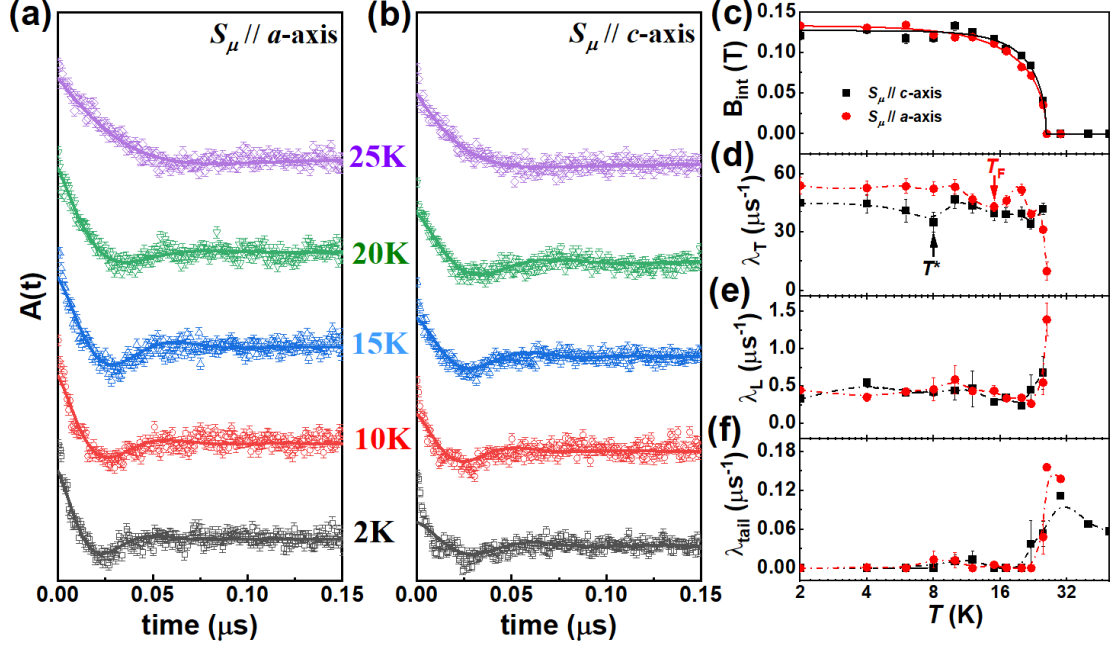 (a)
S_μ // a-axis
25K
20K
15K
10K
2K
A(t)
0.00 0.05 0.10 0.15
time (μs)
(b)
S_μ // c-axis
0.00 0.05 0.10 0.15
time (μs)
(c)
B_int (T)
0.15
0.10
0.05
0.00
S_μ // c-axis
S_μ // a-axis
(d)
λ_T (μs⁻¹)
60
30
0
T_F
T*
(e)
λ_L (μs⁻¹)
1.5
1.0
0.5
0.0
(f)
λ_tail (μs⁻¹)
0.18
0.12
0.06
0.00
2 4 8 16 32
T (K)